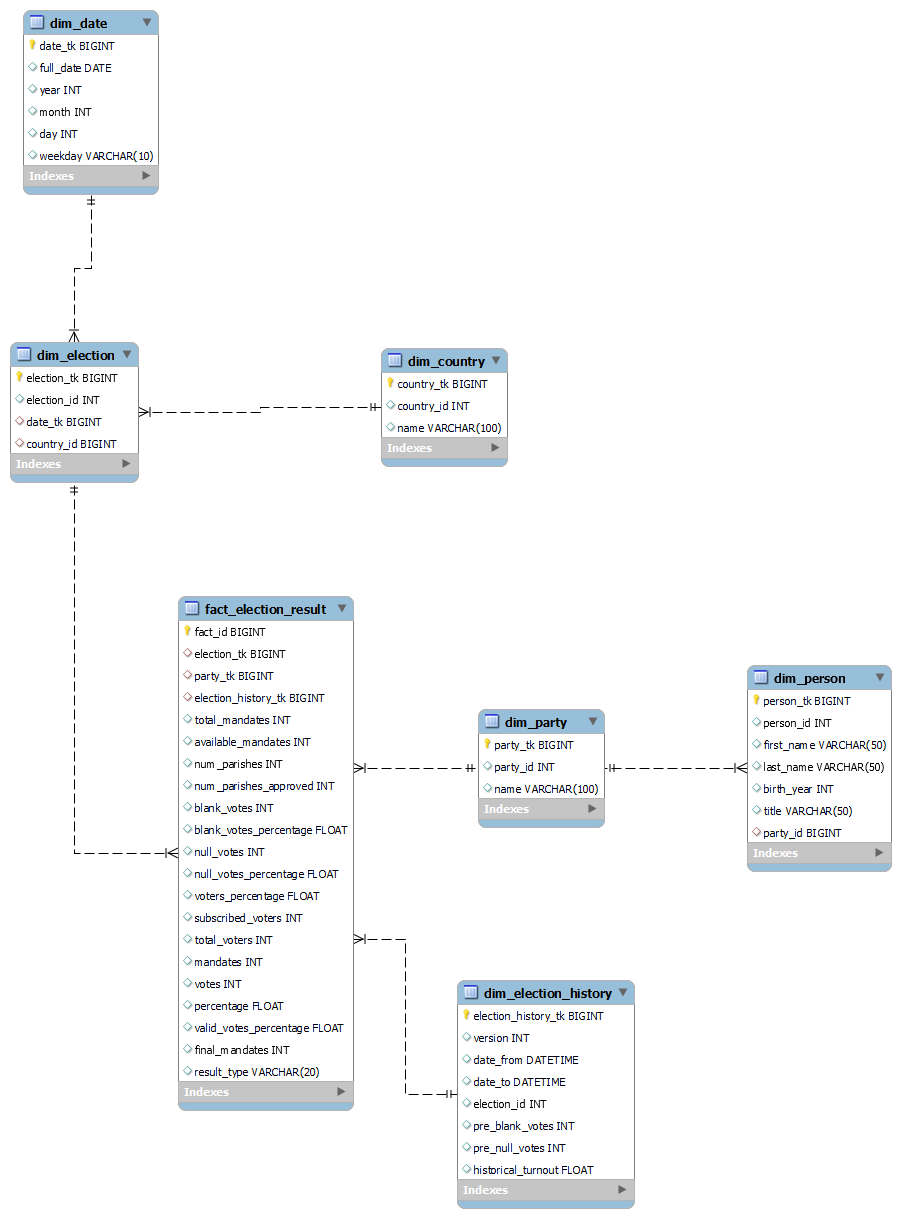 dim_date
date_tk BIGINT
full_date DATE
year INT
month INT
day INT
weekday VARCHAR(10)
Indexes
dim_election
election_tk BIGINT
election_id INT
date_tk BIGINT
country_id BIGINT
Indexes
dim_country
country_tk BIGINT
country_id INT
name VARCHAR(100)
Indexes
fact_election_result
fact_id BIGINT
election_tk BIGINT
party_tk BIGINT
election_history_tk BIGINT
total_mandates INT
available_mandates INT
num_parishes INT
num_parishes_approved INT
blank_votes INT
blank_votes_percentage FLOAT
null_votes INT
null_votes_percentage FLOAT
voters_percentage FLOAT
subscribed_voters INT
total_voters INT
mandates INT
votes INT
percentage FLOAT
valid_votes_percentage FLOAT
final_mandates INT
result_type VARCHAR(20)
Indexes
dim_party
party_tk BIGINT
party_id INT
name VARCHAR(100)
Indexes
dim_person
person_tk BIGINT
person_id INT
first_name VARCHAR(50)
last_name VARCHAR(50)
birth_year INT
title VARCHAR(50)
party_id BIGINT
Indexes
dim_election_history
election_history_tk BIGINT
version INT
date_from DATETIME
date_to DATETIME
election_id INT
pre_blank_votes INT
pre_null_votes INT
historical_turnout FLOAT
Indexes